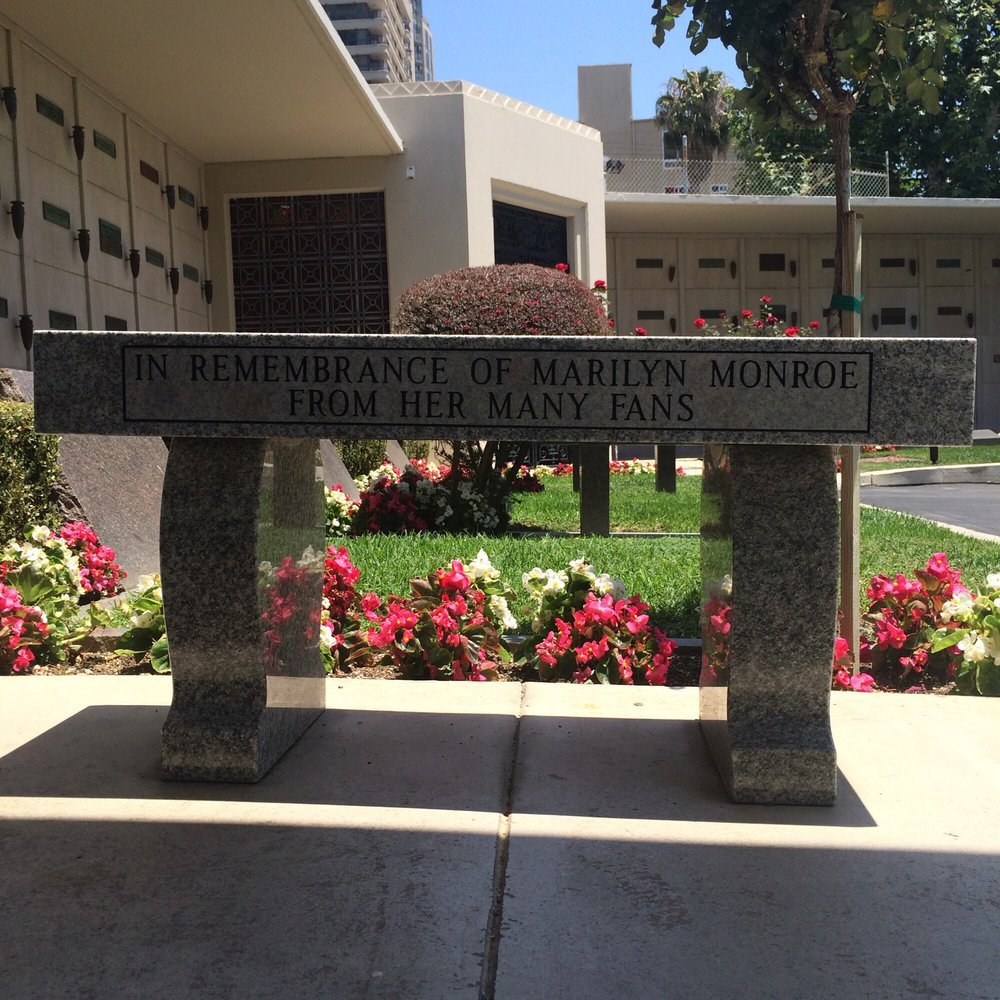 IN REMEMBRANCE OF MARILYN MONROE
FROM HER MANY FANS